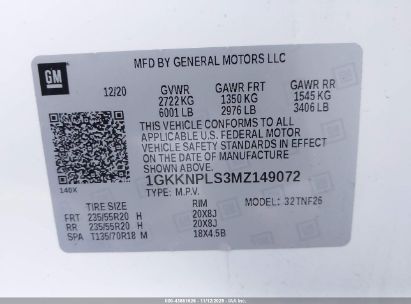 MFD BY GENERAL MOTORS LLC
GM
12/20 GVWR GAWR FRT GAWR RR
2722 KG 1350 KG 1545 KG
6001 LB 2976 LB 3406 LB
THIS VEHICLE CONFORMS TO ALL
APPLICABLE U.S. FEDERAL MOTOR
VEHICLE SAFETY STANDARDS IN EFFECT
ON THE DATE OF MANUFACTURE
SHOWN ABOVE.
140X
1GKKNPLS3MZ149072
TYPE: M.P.V. MODEL: 32TNF26
TIRE SIZE RIM
FRT 235/55R20 H 20X8J
RR 235/55R20 H 20X8J
SPA T135/70R18 M 18X4.5B